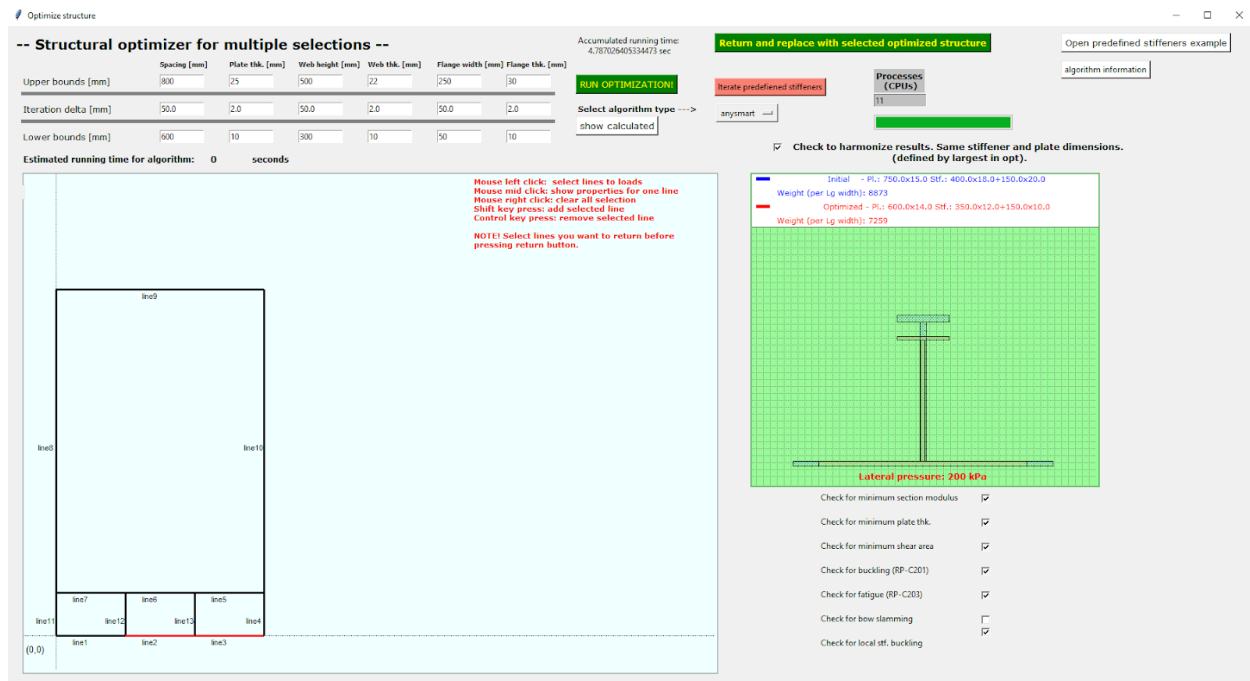 Optimize structure
-- Structural optimizer for multiple selections --
Accumulated running time:
4.787026405334473 sec
Return and replace with selected optimized structure
Open predefined stiffeners example
Spacing [mm] Plate thk. [mm] Web height [mm] Web thk. [mm] Flange width [mm] Flange thk. [mm]
Upper bounds [mm] 800 25 500 22 250 30
RUN OPTIMIZATION!
Iterate predefiened stiffeners
Processes
(CPUs)
11
algorithm information
Iteration delta [mm] 50.0 2.0 50.0 2.0 50.0 2.0
Select algorithm type --->
anysmart
show calculated
Lower bounds [mm] 600 10 300 10 50 10
Estimated running time for algorithm: 0 seconds
Check to harmonize results. Same stiffener and plate dimensions.
(defined by largest in opt).
Mouse left click: select lines to loads
Mouse mid click: show properties for one line
Mouse right click: clear all selection
Shift key press: add selected line
Control key press: remove selected line
NOTE! Select lines you want to return before
pressing return button.
Initial - Pl.: 750.0x15.0 Stf.: 400.0x18.0+150.0x20.0
Weight (per Lg width): 8873
Optimized - Pl.: 600.0x14.0 Stf.: 350.0x12.0+150.0x10.0
Weight (per Lg width): 7259
line9
line8
line10
line7 line6 line5
line11 line12 line13 line4
line1 line2 line3
(0,0)
Lateral pressure: 200 kPa
Check for minimum section modulus
Check for minimum plate thk.
Check for minimum shear area
Check for buckling (RP-C201)
Check for fatigue (RP-C203)
Check for bow slamming
Check for local stf. buckling